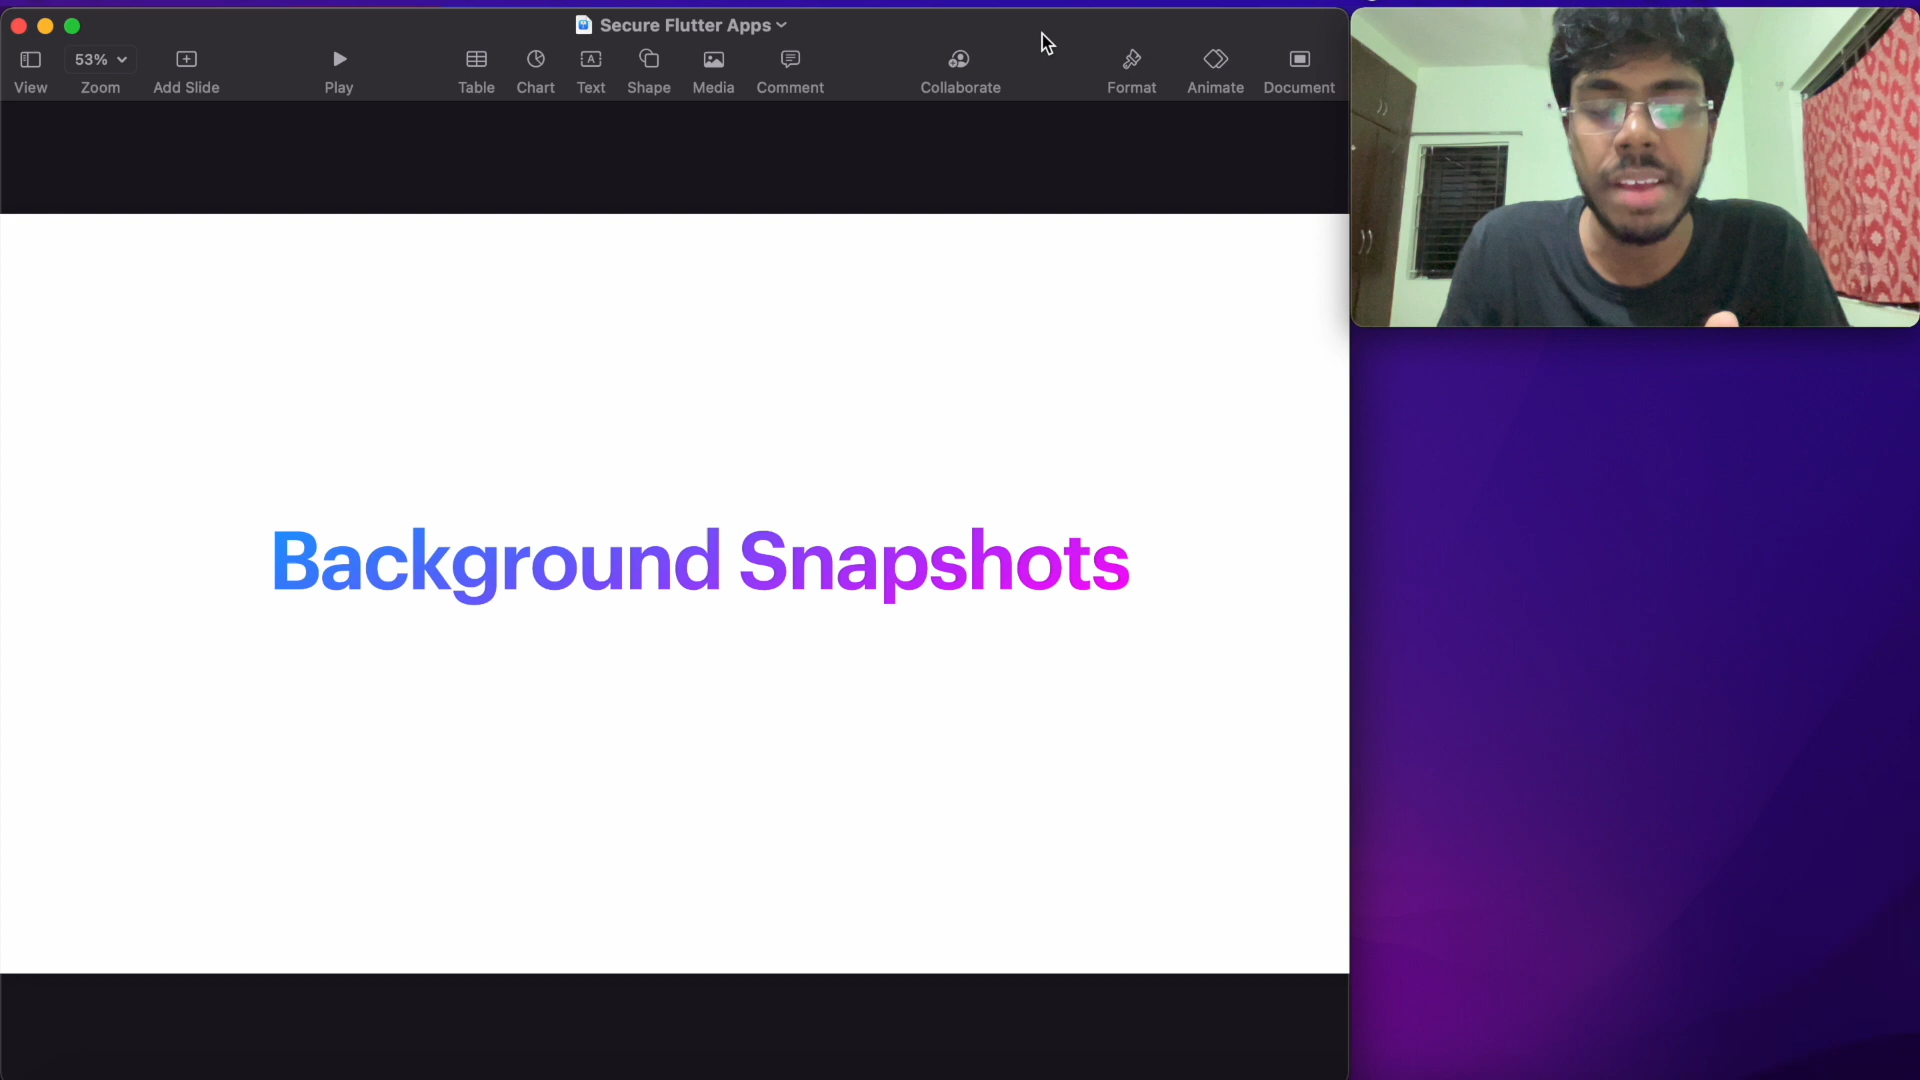 Secure Flutter Apps
53%
View
Zoom
Add Slide
Play
Table
Chart
Text
Shape
Media
Comment
Collaborate
Format
Animate
Document
Background Snapshots